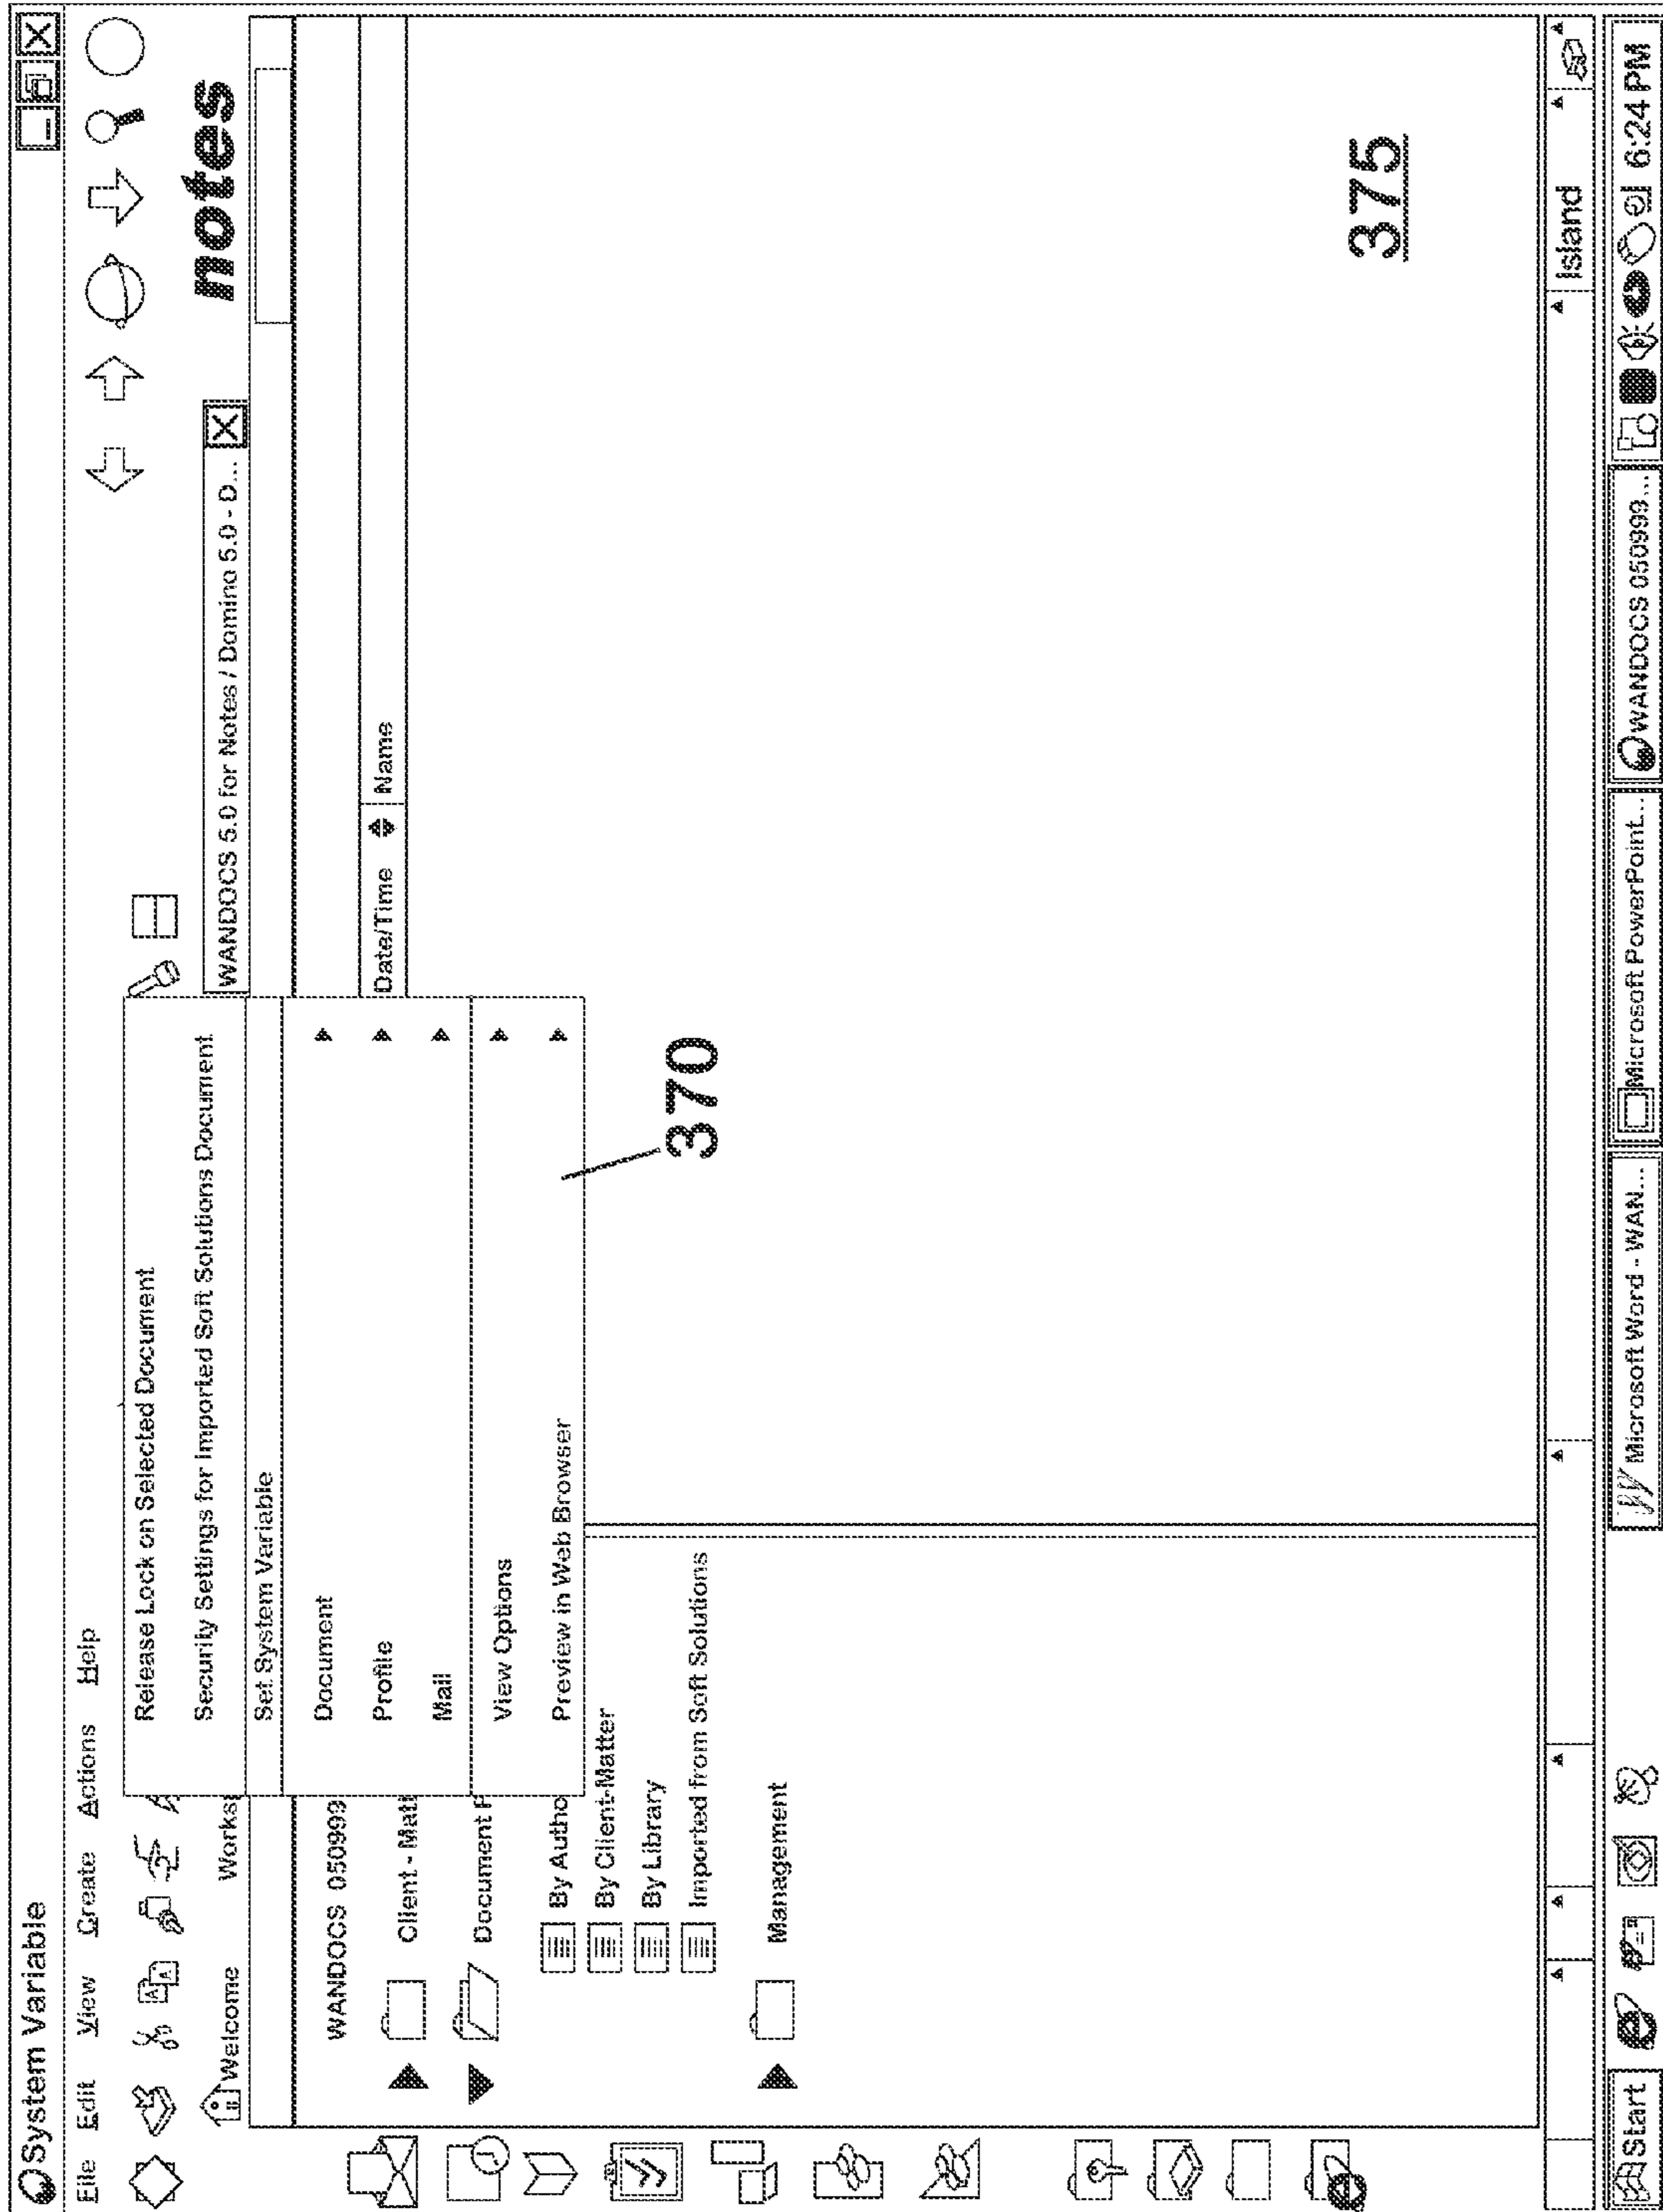 System Variable
File Edit View Create Actions Help
Release Lock on Selected Document
Security Settings for Imported Soft Solutions Document
Set System Variable
Document
Profile
Mail
View Options
Preview in Web Browser
Welcome
Works
WANDOCS 5.0 for Notes / Domino 5.0 - D...
notes
WANDOCS 050999
Client - Matt
Document F
By Autho
By Client-Matter
By Library
Imported from Soft Solutions
Management
Date/Time Name
370
375
Island
Start
Microsoft Word - WAN...
Microsoft PowerPoint...
WANDOCS 050999...
6:24 PM